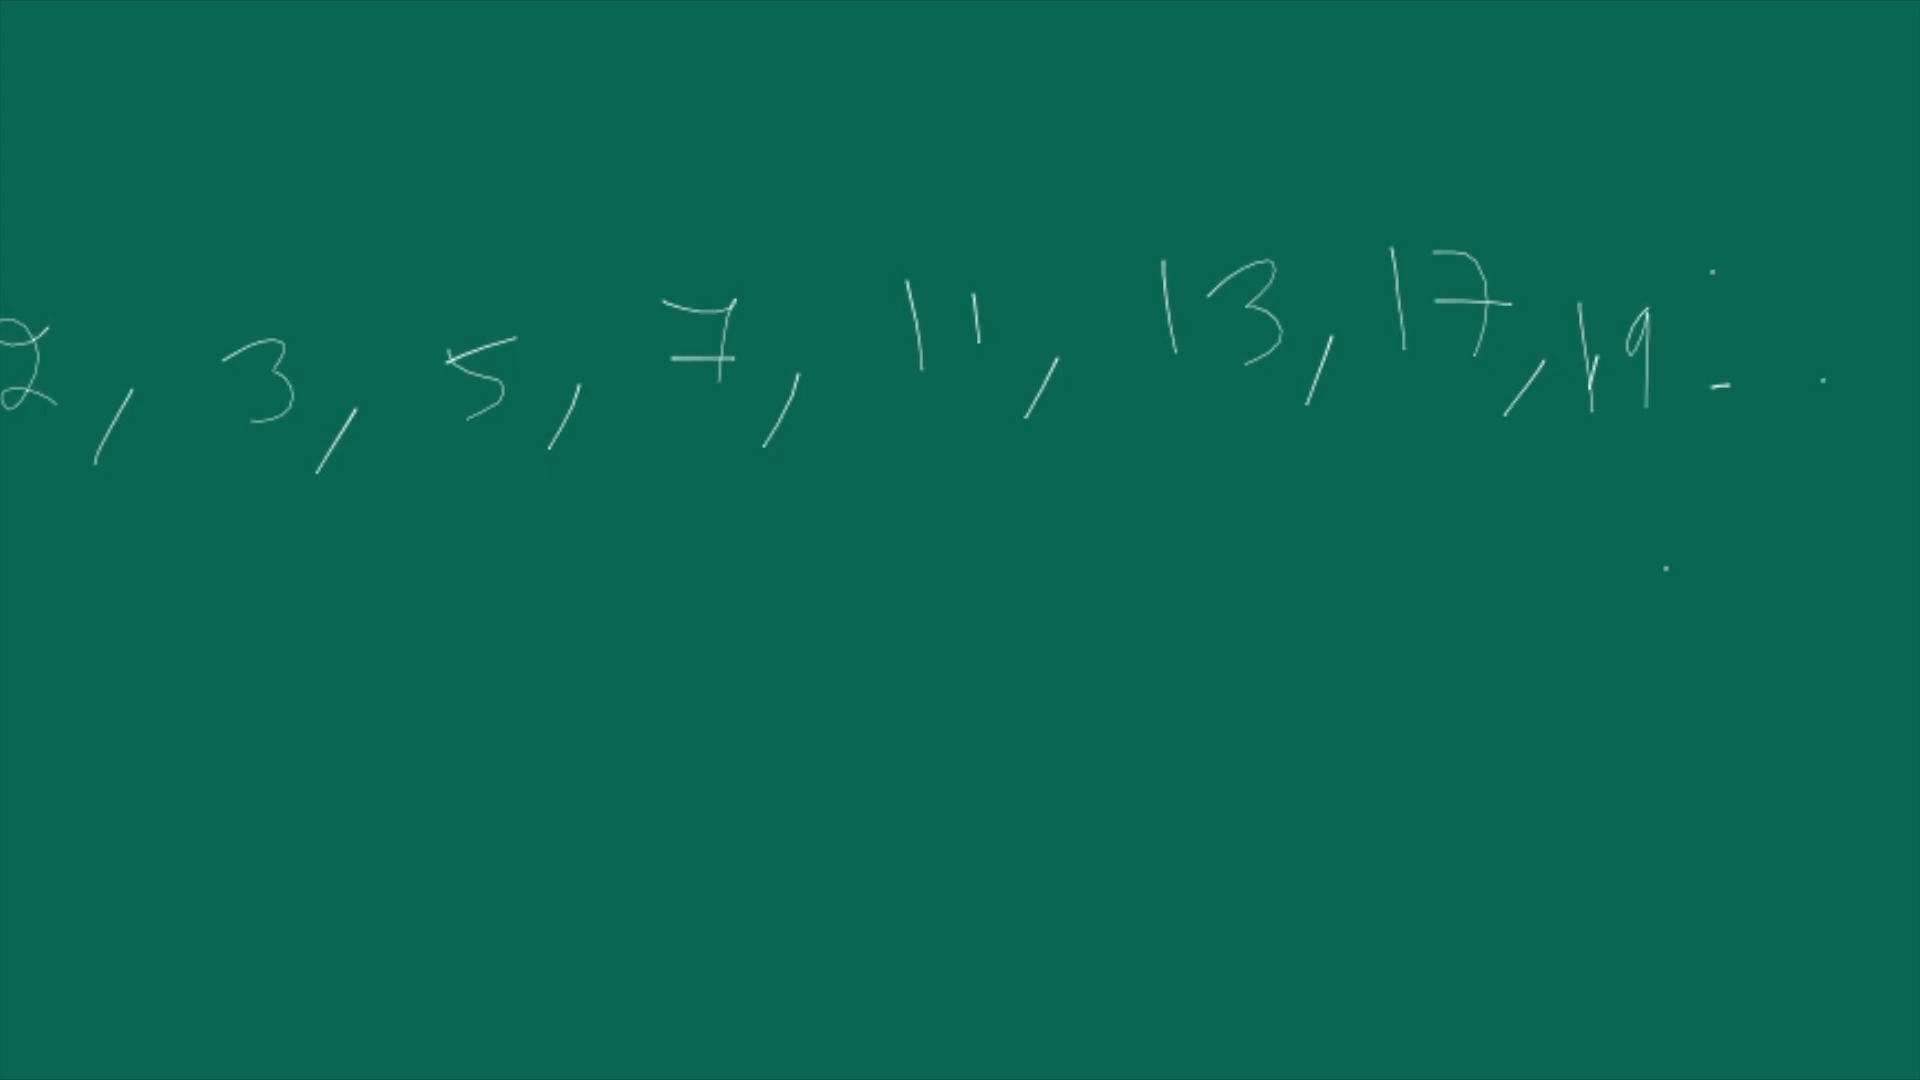 2, 3, 5, 7, 11, 13, 17, 19 - .